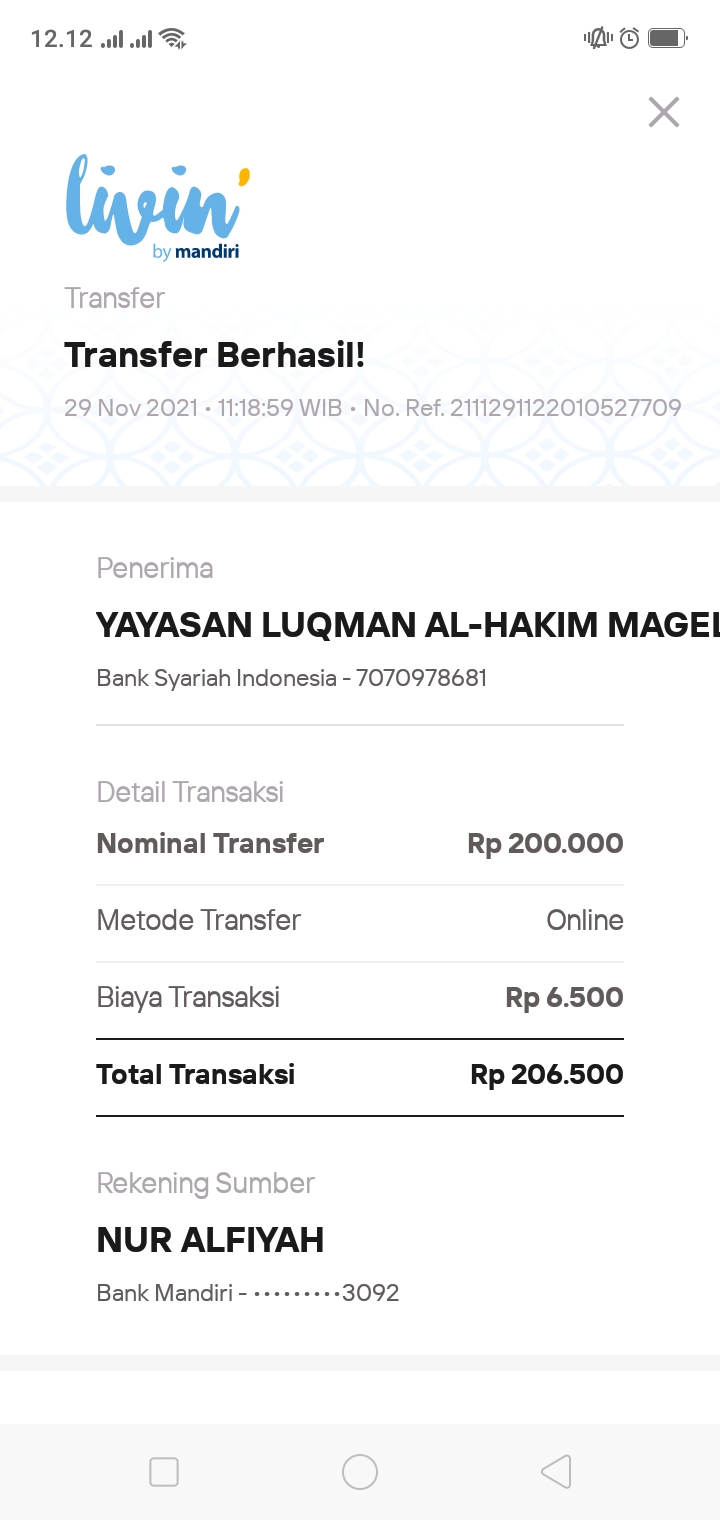 12.12
livin'
by mandiri
Transfer
Transfer Berhasil!
29 Nov 2021 • 11:18:59 WIB • No. Ref. 2111291122010527709
Penerima
YAYASAN LUQMAN AL-HAKIM MAGEL
Bank Syariah Indonesia - 7070978681
Detail Transaksi
Nominal Transfer Rp 200.000
Metode Transfer Online
Biaya Transaksi Rp 6.500
Total Transaksi Rp 206.500
Rekening Sumber
NUR ALFIYAH
Bank Mandiri - •••••••••3092